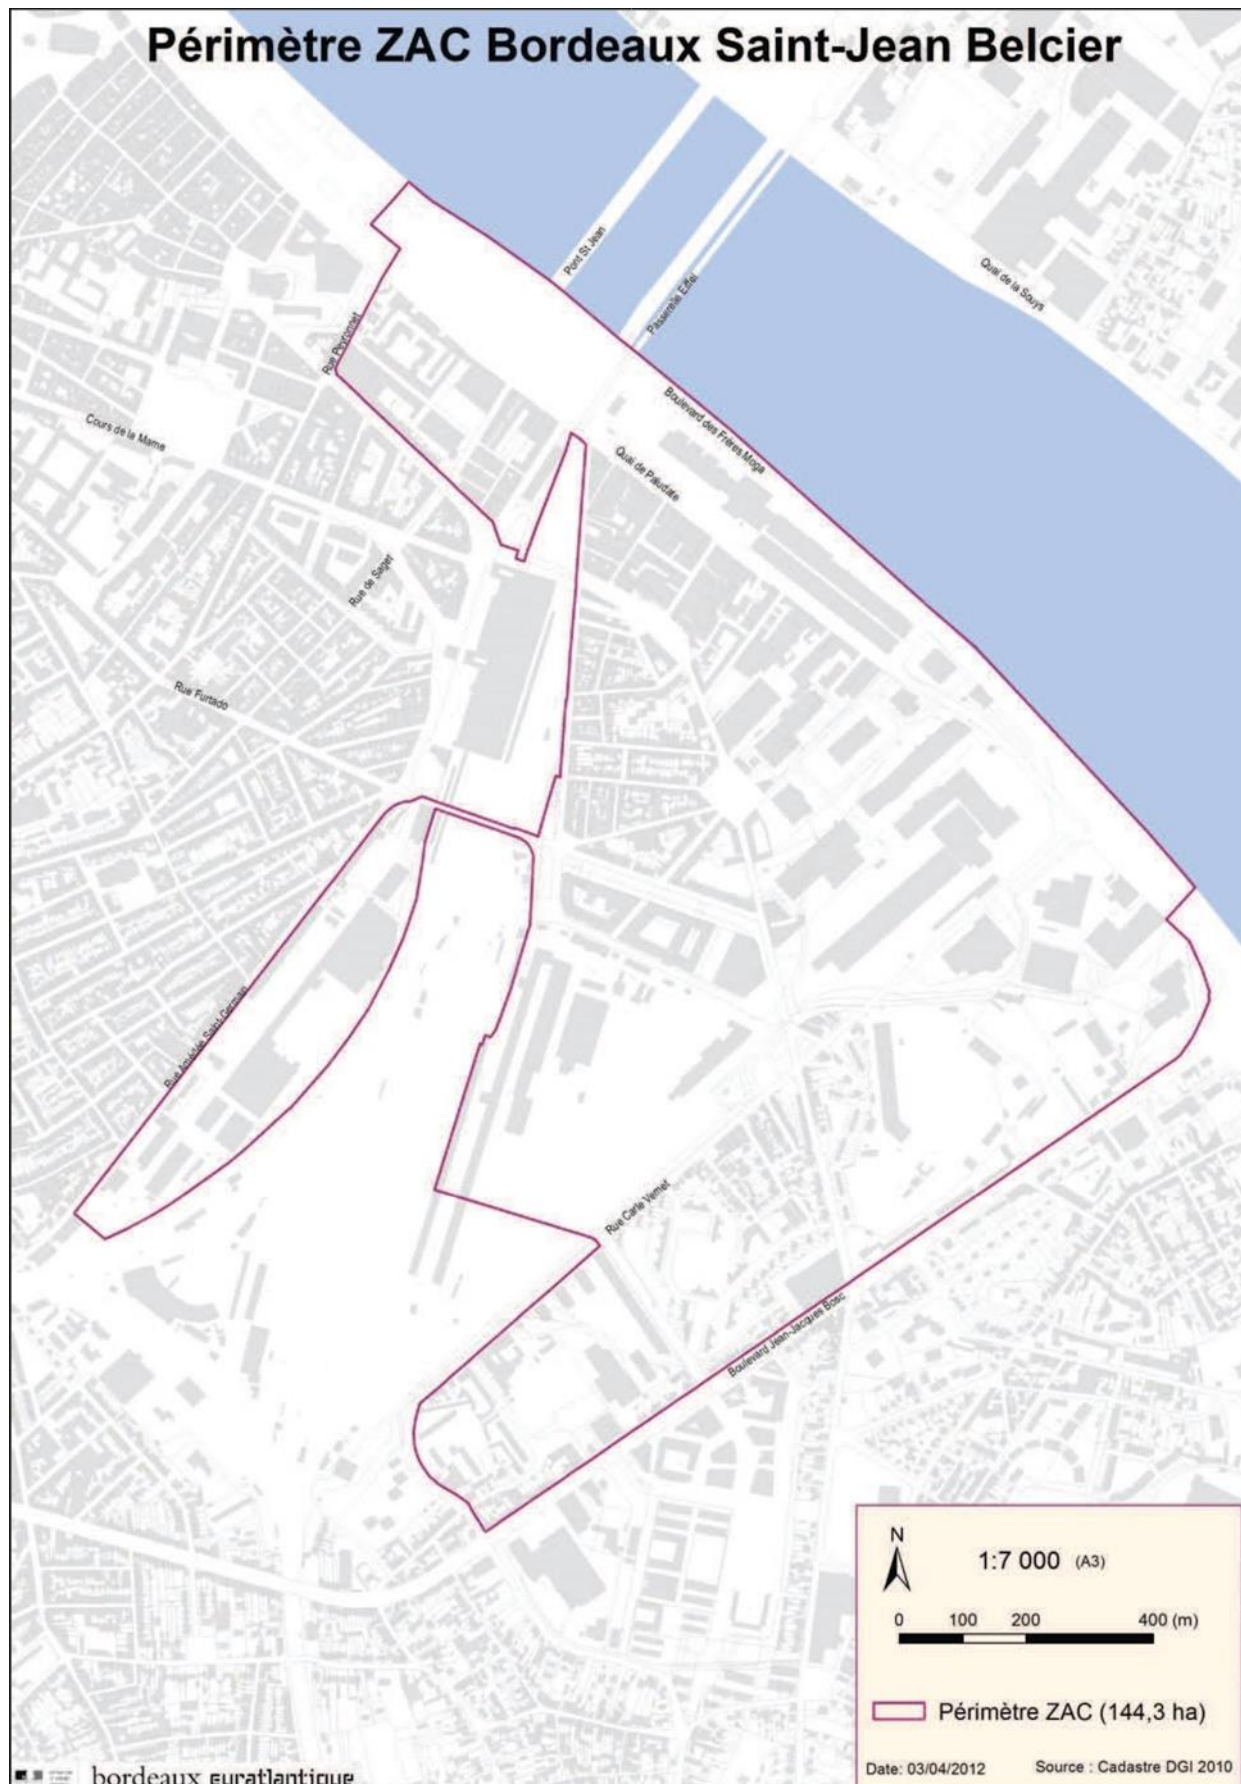 Périmètre ZAC Bordeaux Saint-Jean Belcier
Pont St Jean
Passerelle Eiffel
Quai de la Souys
Rue Peyronnet
Boulevard des Frères Moga
Cours de la Marne
Quai de Paludate
Rue de Saget
Rue Furtado
Rue Amédée Saint-Germain
Rue Carle Vernet
Boulevard Jean-Jacques Bosc
N
1:7 000 (A3)
0 100 200 400 (m)
Périmètre ZAC (144,3 ha)
Date: 03/04/2012 Source : Cadastre DGI 2010
bordeaux euratlantique